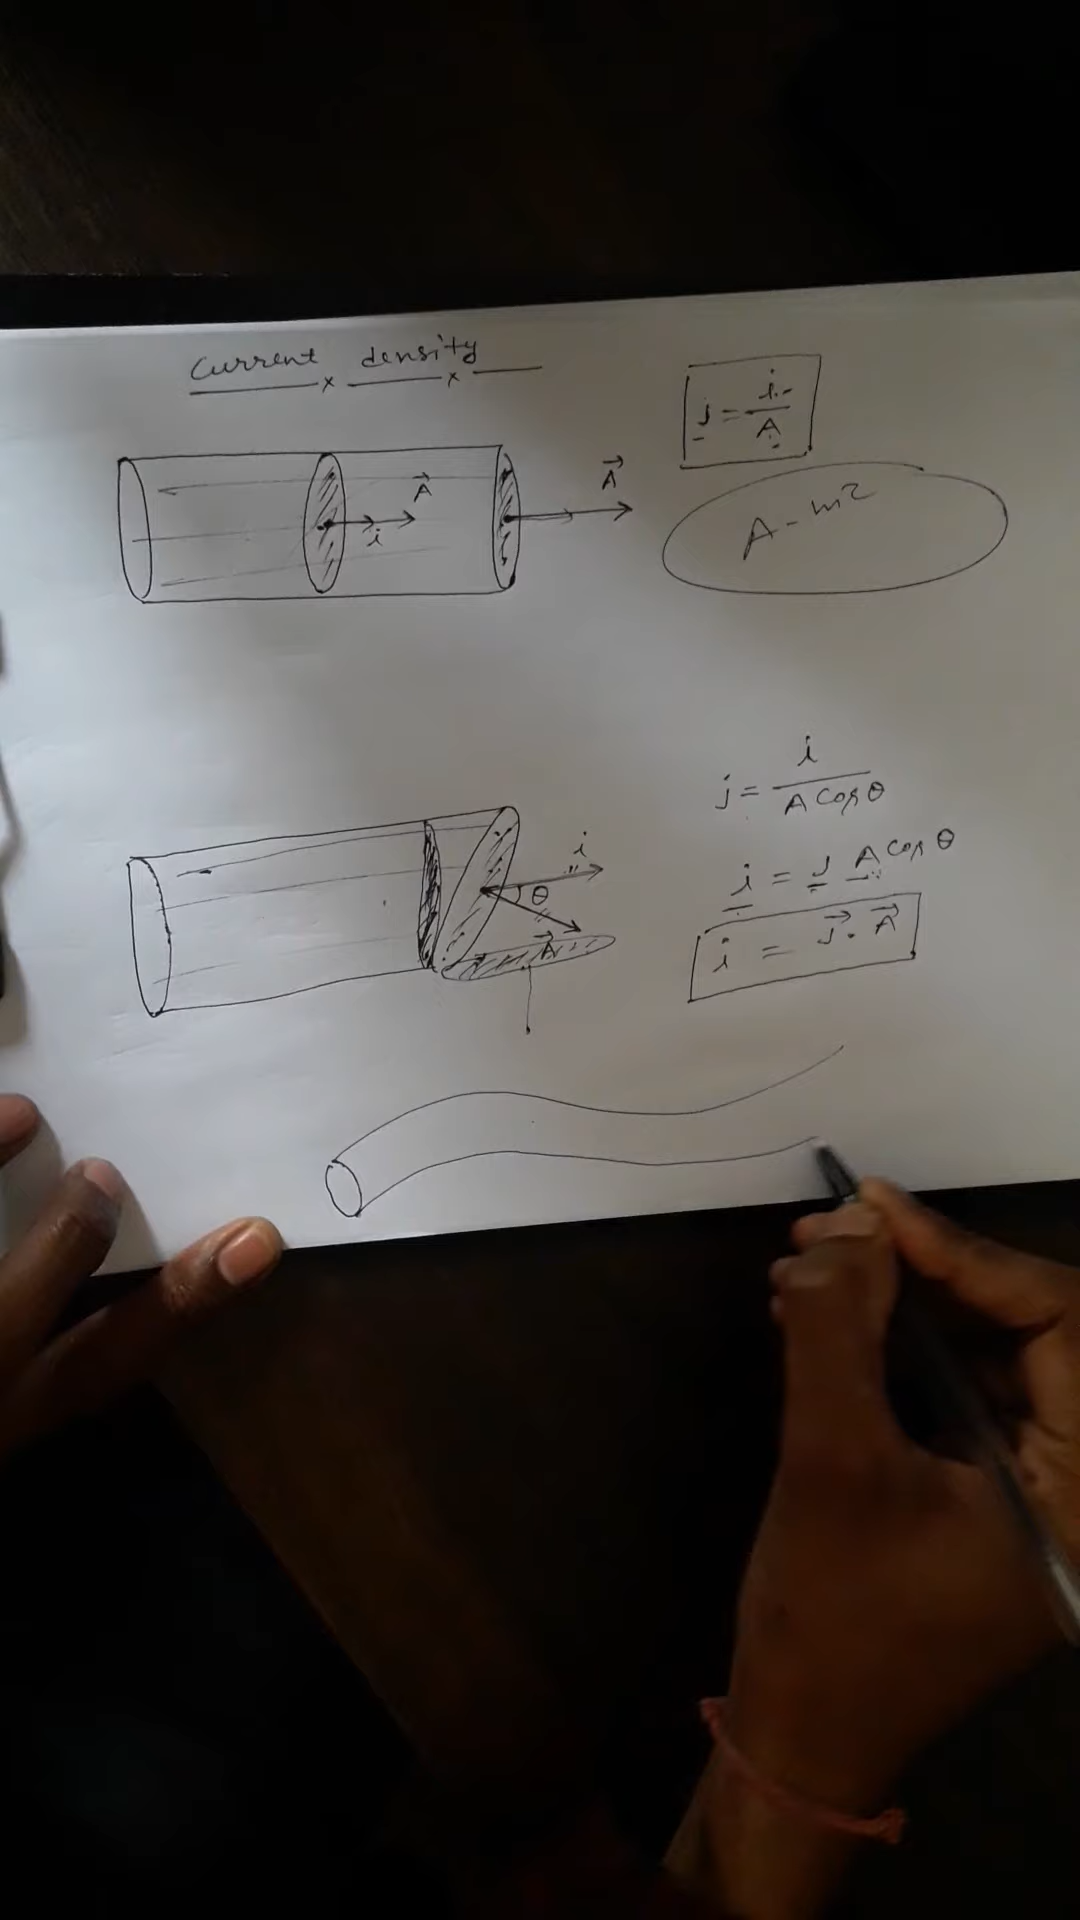 Current density
j = i / A
A⃗
A⃗
i
A - m²
j = i / A Cos θ
i
i = j A Cos θ
θ
i = j⃗ . A⃗
A⃗